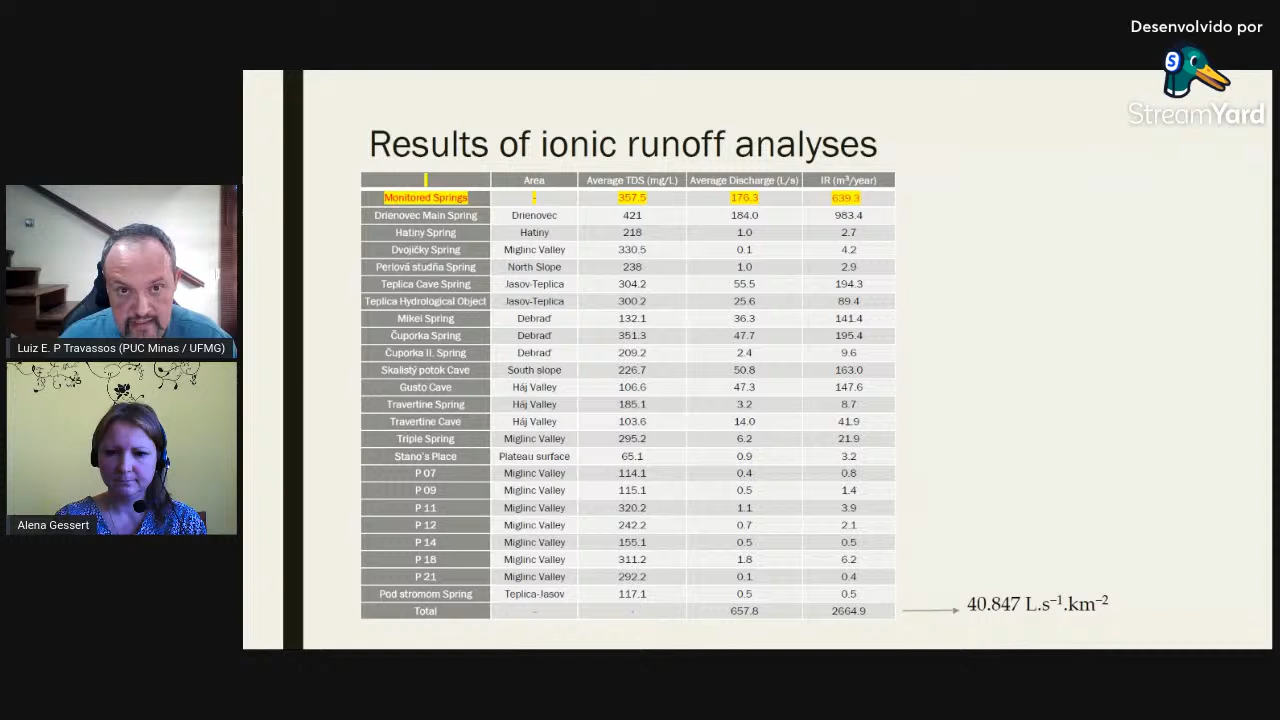 Desenvolvido por
StreamYard
Results of ionic runoff analyses
Area Average TDS (mg/L) Average Discharge (L/s) IR (m³/year)
Monitored Springs - 357.5 176.3 639.3
Drienovec Main Spring Drienovec 421 184.0 983.4
Hatiny Spring Hatiny 218 1.0 2.7
Dvojičky Spring Miglinc Valley 330.5 0.1 4.2
Perlová studňa Spring North Slope 238 1.0 2.9
Teplica Cave Spring Jasov-Teplica 304.2 55.5 194.3
Teplica Hydrological Object Jasov-Teplica 300.2 25.6 89.4
Mikei Spring Debraď 132.1 36.3 141.4
Čuporka Spring Debraď 351.3 47.7 195.4
Čuporka II. Spring Debraď 209.2 2.4 9.6
Skalistý potok Cave South slope 226.7 50.8 163.0
Gusto Cave Háj Valley 106.6 47.3 147.6
Travertine Spring Háj Valley 185.1 3.2 8.7
Travertine Cave Háj Valley 103.6 14.0 41.9
Triple Spring Miglinc Valley 295.2 6.2 21.9
Stano's Place Plateau surface 65.1 0.9 3.2
P 07 Miglinc Valley 114.1 0.4 0.8
P 09 Miglinc Valley 115.1 0.5 1.4
P 11 Miglinc Valley 320.2 1.1 3.9
P 12 Miglinc Valley 242.2 0.7 2.1
P 14 Miglinc Valley 155.1 0.5 0.5
P 18 Miglinc Valley 311.2 1.8 6.2
P 21 Miglinc Valley 292.2 0.1 0.4
Pod stromom Spring Teplica-Jasov 117.1 0.5 0.5
Total - - 657.8 2664.9
40.847 L.s⁻¹.km⁻²
Luiz E. P Travassos (PUC Minas / UFMG)
Alena Gessert